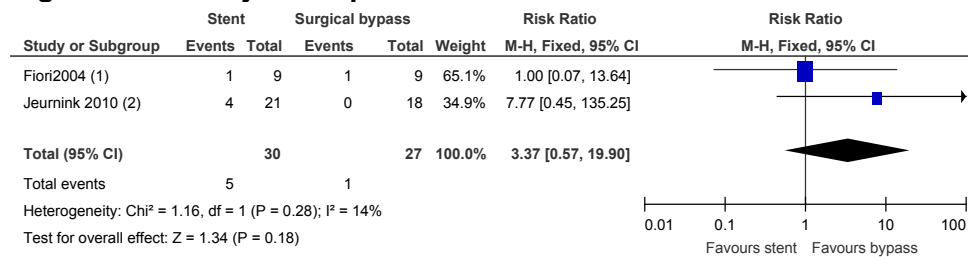 Stent Surgical bypass Risk Ratio Risk Ratio
Study or Subgroup Events Total Events Total Weight M-H, Fixed, 95% CI M-H, Fixed, 95% CI
Fiori2004 (1) 1 9 1 9 65.1% 1.00 [0.07, 13.64]
Jeurnink 2010 (2) 4 21 0 18 34.9% 7.77 [0.45, 135.25]
Total (95% CI) 30 27 100.0% 3.37 [0.57, 19.90]
Total events 5 1
Heterogeneity: Chi² = 1.16, df = 1 (P = 0.28); I² = 14%
Test for overall effect: Z = 1.34 (P = 0.18)
0.01 0.1 1 10 100
Favours stent Favours bypass